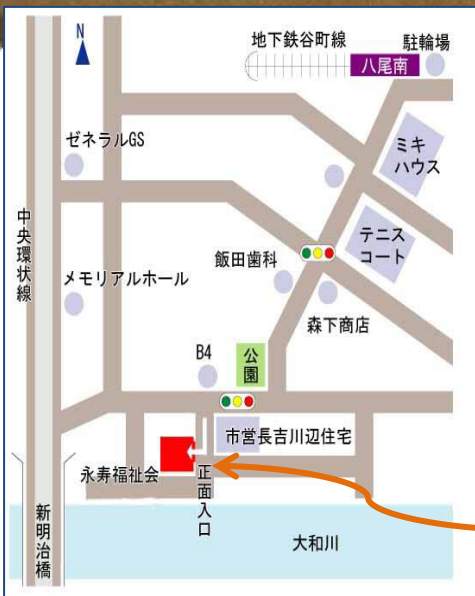 N
地下鉄谷町線
駐輪場
八尾南
ゼネラルGS
ミキ
ハウス
中央環状線
テニス
コート
飯田歯科
メモリアルホール
森下商店
B4
公園
市営長吉川辺住宅
永寿福祉会
正面入口
新明治橋
大和川